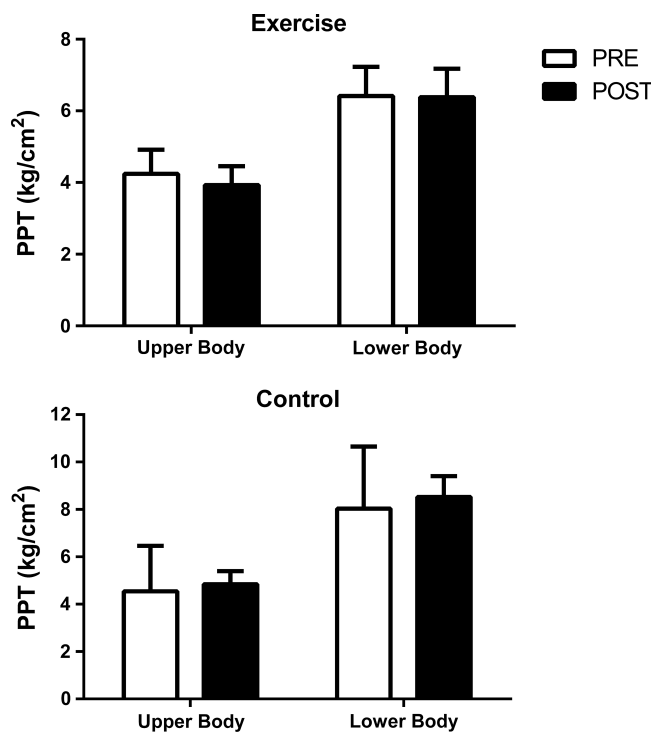 Exercise
PRE
POST
PPT (kg/cm²)
8
6
4
2
0
Upper Body Lower Body
Control
PPT (kg/cm²)
12
10
8
6
4
2
0
Upper Body Lower Body